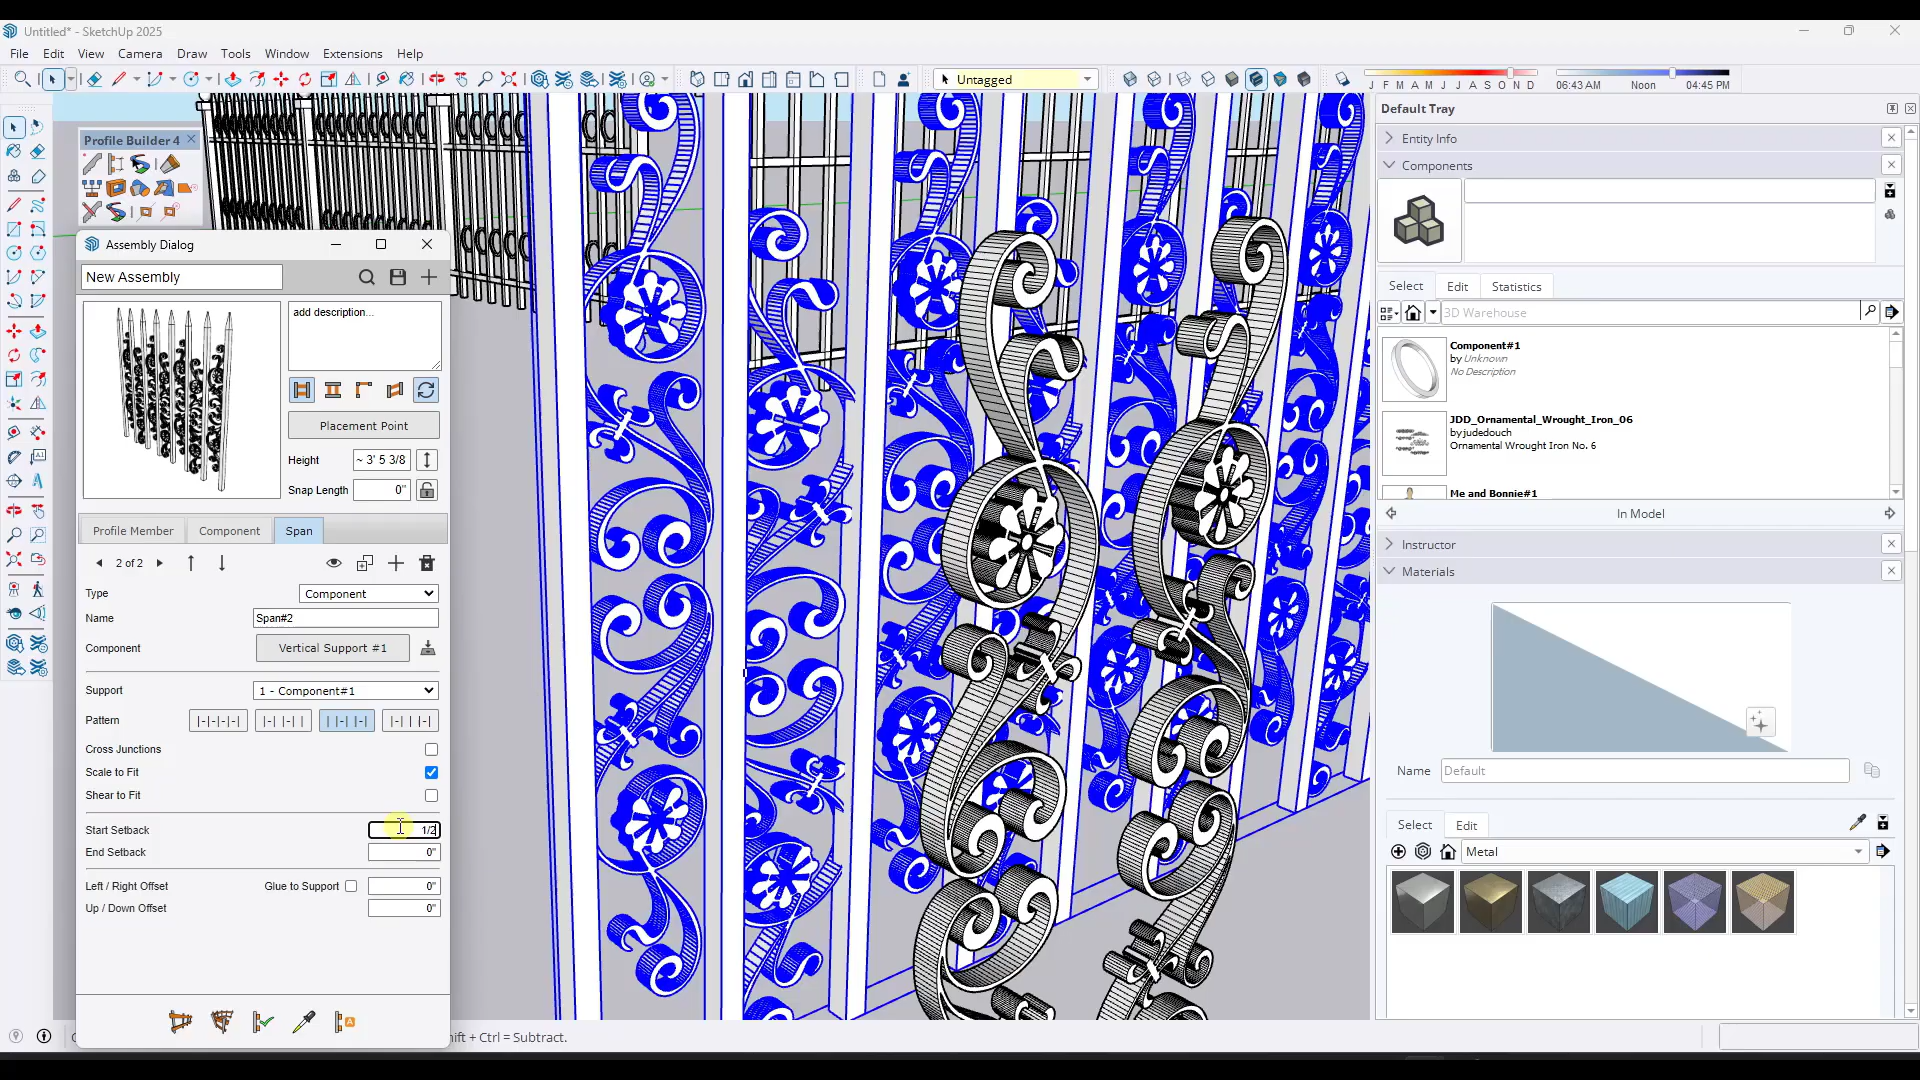 Untitled* - SketchUp 2025
File Edit View Camera Draw Tools Window Extensions Help
Untagged
J F M A M J J A S O N D
06:43 AM Noon 04:45 PM
Default Tray
Profile Builder 4
Entity Info
Components
Assembly Dialog
New Assembly
add description...
Placement Point
Height ~ 3' 5 3/8
Snap Length 0"
Profile Member Component Span
2 of 2
Type Component
Name Span#2
Component Vertical Support #1
Support 1 - Component#1
Pattern |-|-|-|-| |-| |-| | | |-| |-| |-| | |-|
Cross Junctions
Scale to Fit
Shear to Fit
Start Setback 1/2
End Setback 0"
Left / Right Offset Glue to Support 0"
Up / Down Offset 0"
hift + Ctrl = Subtract.
Select Edit Statistics
3D Warehouse
Component#1
by Unknown
No Description
JDD_Ornamental_Wrought_Iron_06
by judedouch
Ornamental Wrought Iron No. 6
Me and Bonnie#1
In Model
Instructor
Materials
Name Default
Select Edit
Metal